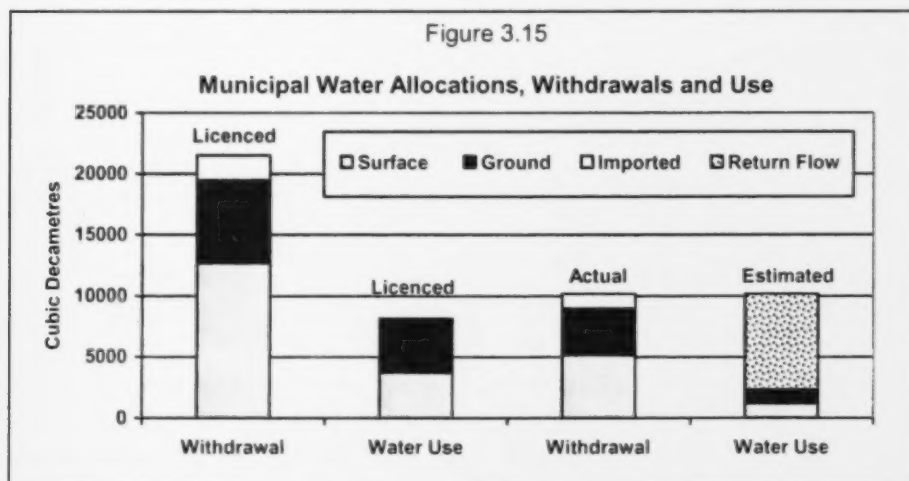 Figure 3.15
Municipal Water Allocations, Withdrawals and Use
25000
20000
15000
10000
5000
0
Cubic Decametres
Licenced
Licenced
Actual
Estimated
Surface Ground Imported Return Flow
Withdrawal Water Use Withdrawal Water Use